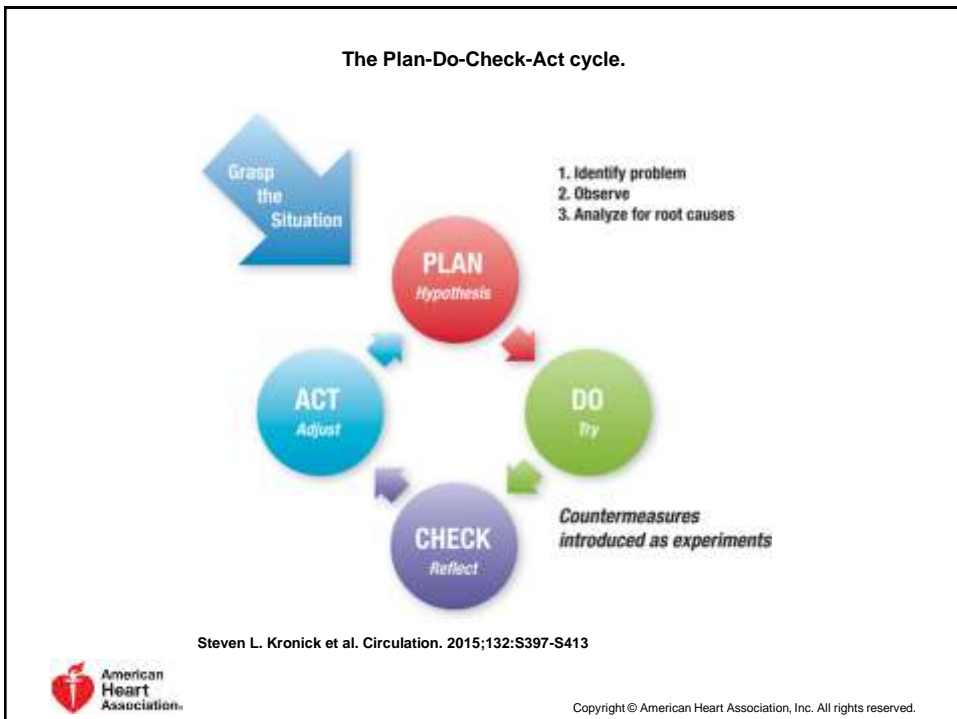 The Plan-Do-Check-Act cycle.
Grasp
the
Situation
1. Identify problem
2. Observe
3. Analyze for root causes
PLAN
Hypothesis
ACT
Adjust
DO
Try
CHECK
Reflect
Countermeasures
introduced as experiments
Steven L. Kronick et al. Circulation. 2015;132:S397-S413
American
Heart
Association®
Copyright © American Heart Association, Inc. All rights reserved.